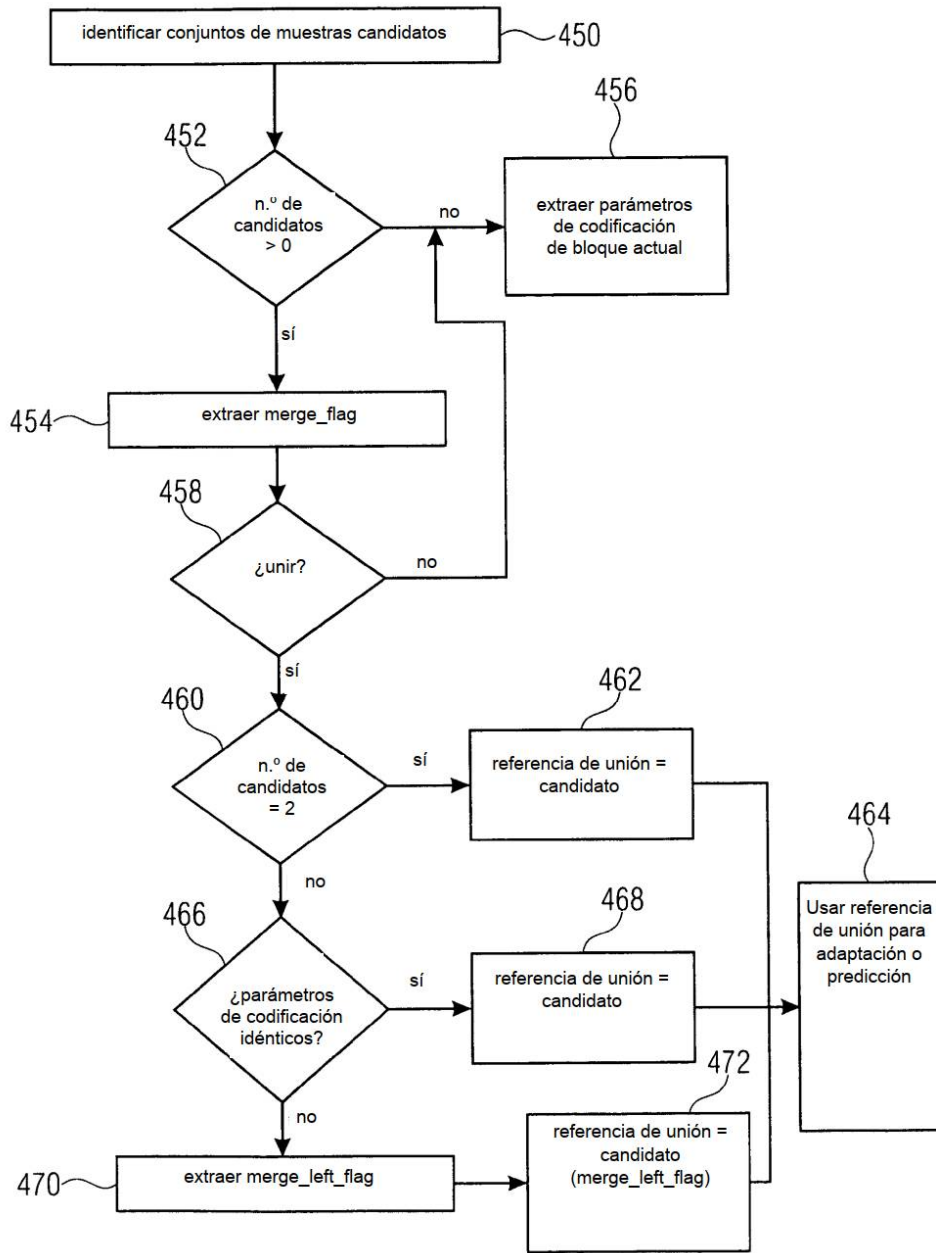 identificar conjuntos de muestras candidatos
450
456
452
n.º de
candidatos
> 0
no
extraer parámetros
de codificación
de bloque actual
sí
extraer merge_flag
454
458
¿unir?
no
sí
460
462
n.º de
candidatos
= 2
sí
referencia de unión =
candidato
464
no
Usar referencia
de unión para
adaptación o
predicción
466
468
¿parámetros
de codificación
idénticos?
sí
referencia de unión =
candidato
472
no
referencia de unión =
candidato
(merge_left_flag)
extraer merge_left_flag
470